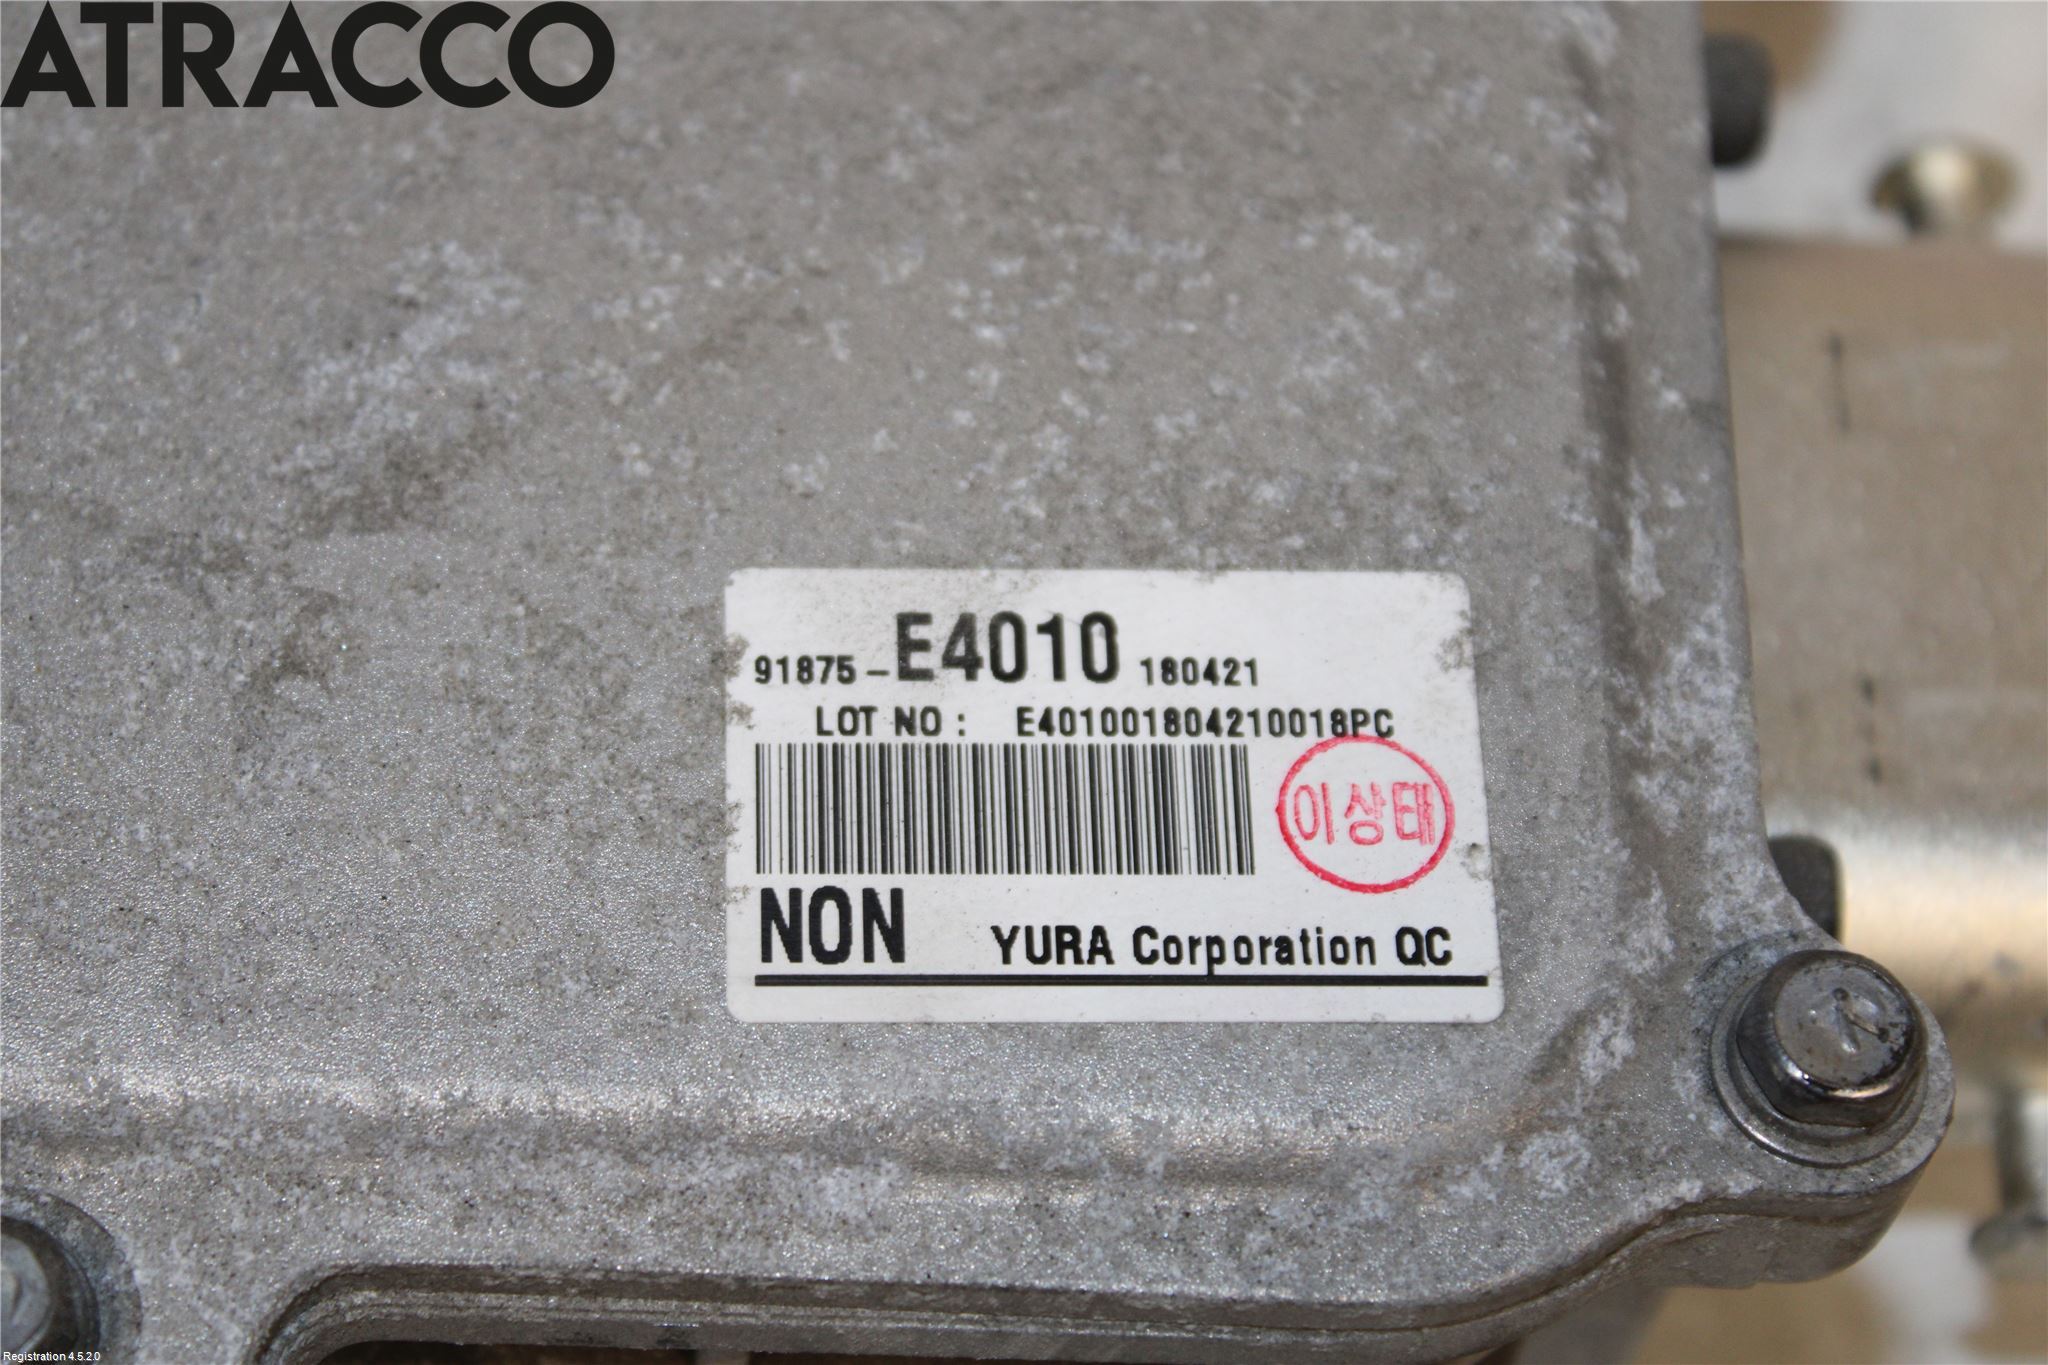 ATRACCO
91875-E4010 180421
LOT NO : E401001804210018PC
이상태
NON YURA Corporation QC
Registration 4.5.2.0